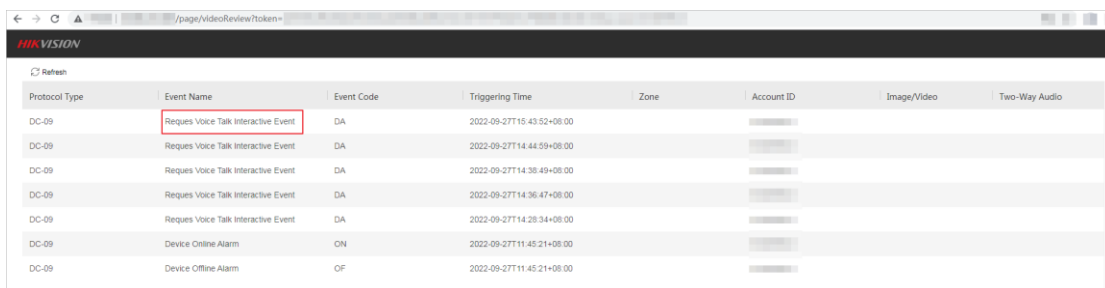 /page/videoReview?token=
HIKVISION
Refresh
Protocol Type Event Name Event Code Triggering Time Zone Account ID Image/Video Two-Way Audio
DC-09 Reques Voice Talk Interactive Event DA 2022-09-27T15:43:52+08:00
DC-09 Reques Voice Talk Interactive Event DA 2022-09-27T14:44:59+08:00
DC-09 Reques Voice Talk Interactive Event DA 2022-09-27T14:38:49+08:00
DC-09 Reques Voice Talk Interactive Event DA 2022-09-27T14:36:47+08:00
DC-09 Reques Voice Talk Interactive Event DA 2022-09-27T14:28:34+08:00
DC-09 Device Online Alarm ON 2022-09-27T11:45:21+08:00
DC-09 Device Offline Alarm OF 2022-09-27T11:45:21+08:00